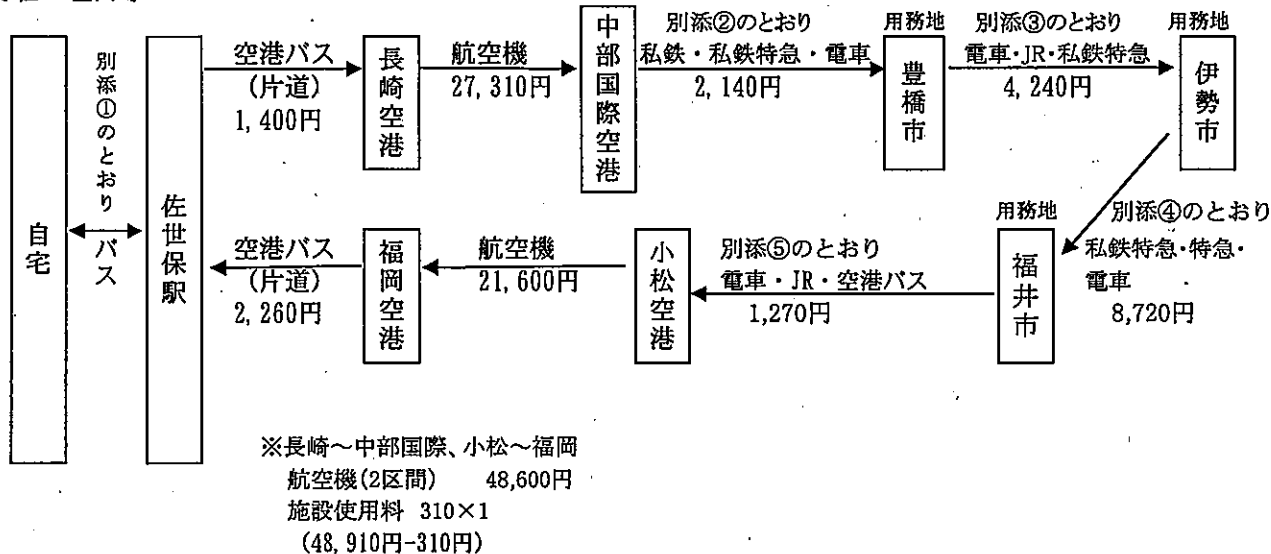 別添①のとおり
バス
自宅
佐世保駅
空港バス
(片道)
1,400円
長崎空港
航空機
27,310円
中部国際空港
別添②のとおり
私鉄・私鉄特急・電車
2,140円
用務地
豊橋市
別添③のとおり
電車・JR・私鉄特急
4,240円
用務地
伊勢市
別添④のとおり
私鉄特急・特急・
電車
8,720円
用務地
福井市
別添⑤のとおり
電車・JR・空港バス
1,270円
小松空港
航空機
21,600円
福岡空港
空港バス
(片道)
2,260円
※長崎～中部国際、小松～福岡
航空機(2区間) 48,600円
施設使用料 310×1
(48,910円-310円)